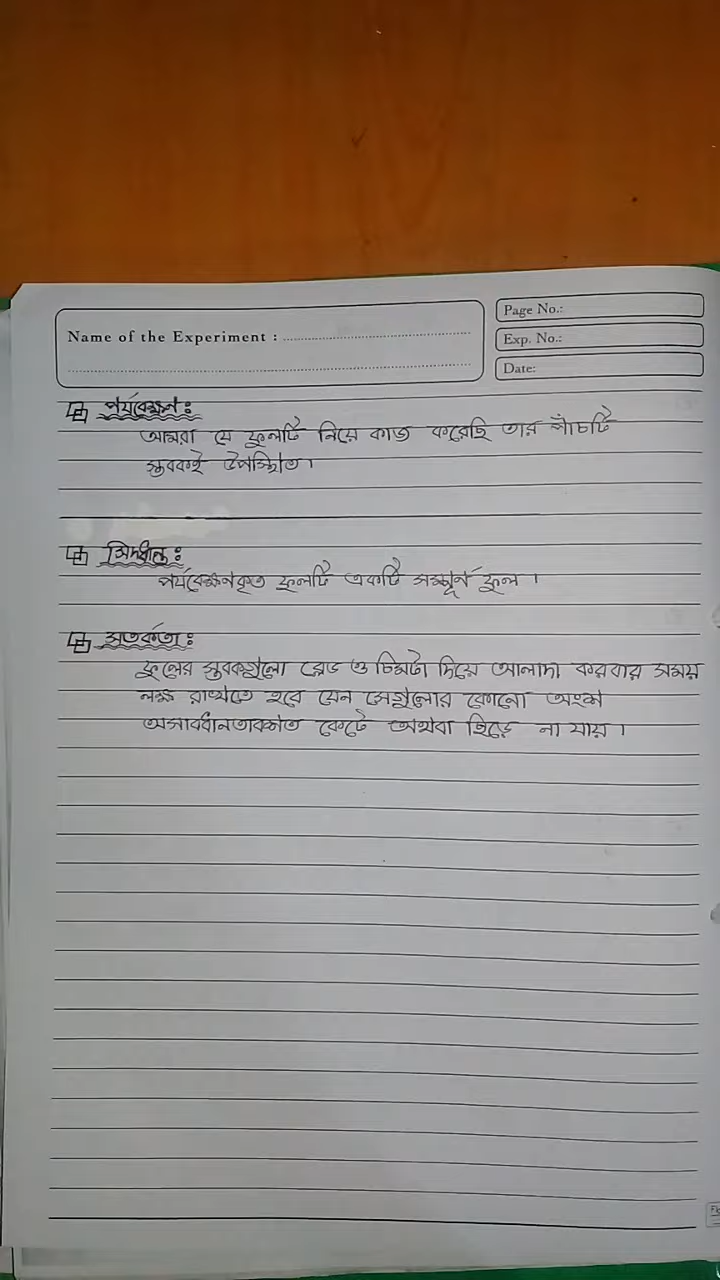 Name of the Experiment :
Page No.:
Exp. No.:
Date:
পর্যবেক্ষণ:
আমরা যে ফুলটি নিয়ে কাজ করেছি তার পাঁচটি
স্তবকই উপস্থিত।
সিদ্ধান্ত:
পর্যবেক্ষণকৃত ফুলটি একটি সম্পূর্ণ ফুল।
সতর্কতা:
ফুলের স্তবকগুলো ব্লেড ও চিমটা দিয়ে আলাদা করবার সময়
লক্ষ রাখতে হবে যেন সেগুলোর কোনো অংশ
অসাবধানতাবশত কেটে অথবা ছিঁড়ে না যায়।